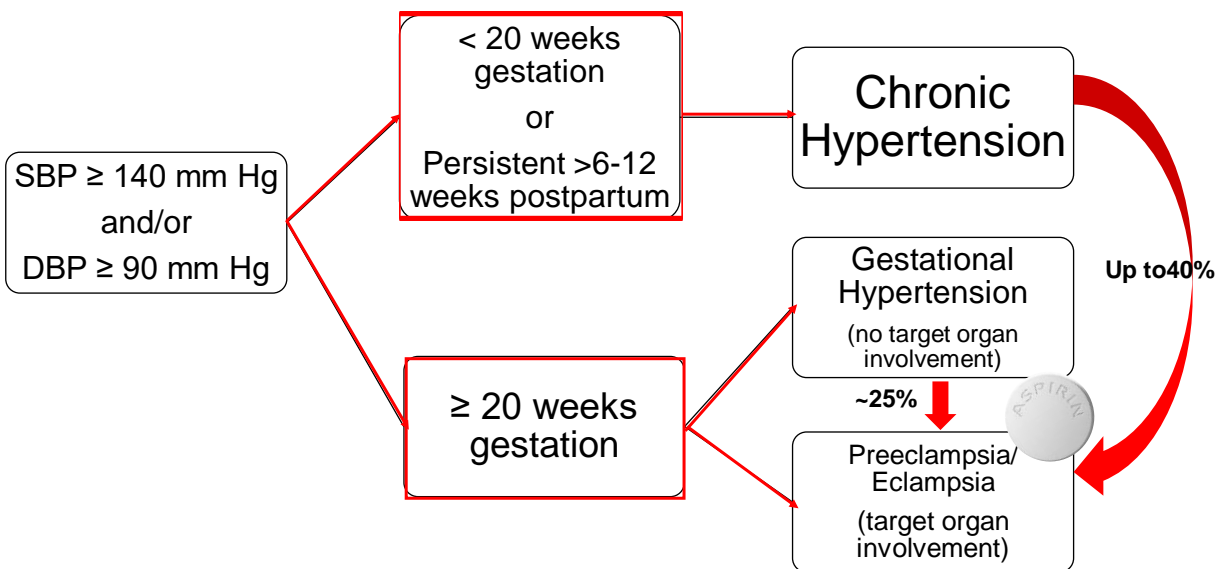 SBP ≥ 140 mm Hg
and/or
DBP ≥ 90 mm Hg
< 20 weeks
gestation
or
Persistent >6-12
weeks postpartum
≥ 20 weeks
gestation
Chronic
Hypertension
Gestational
Hypertension
(no target organ
involvement)
~25%
ASPIRIN
Preeclampsia/
Eclampsia
(target organ
involvement)
Up to40%